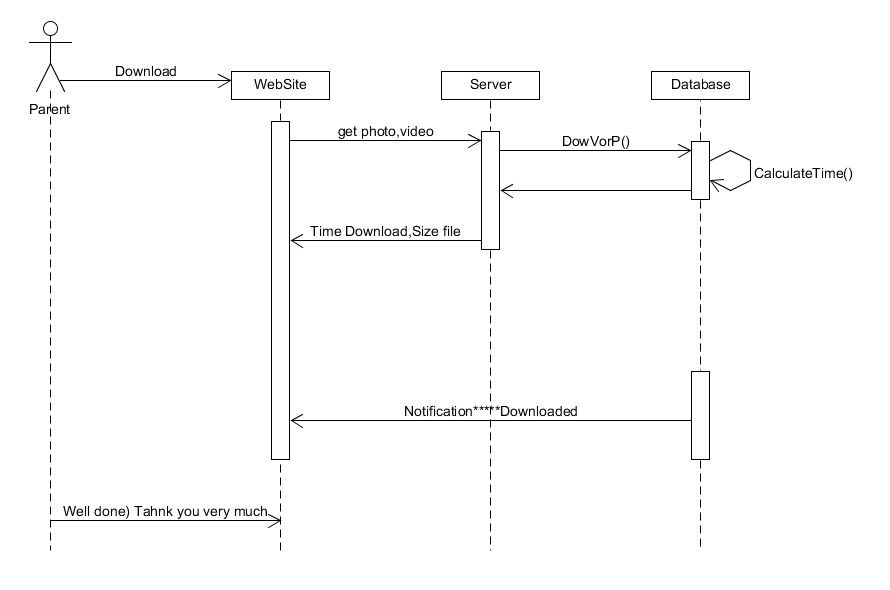 Download
WebSite
Server
Database
Parent
get photo,video
DowVorP()
CalculateTime()
Time Download,Size file
Notification*****Downloaded
Well done) Tahnk you very much